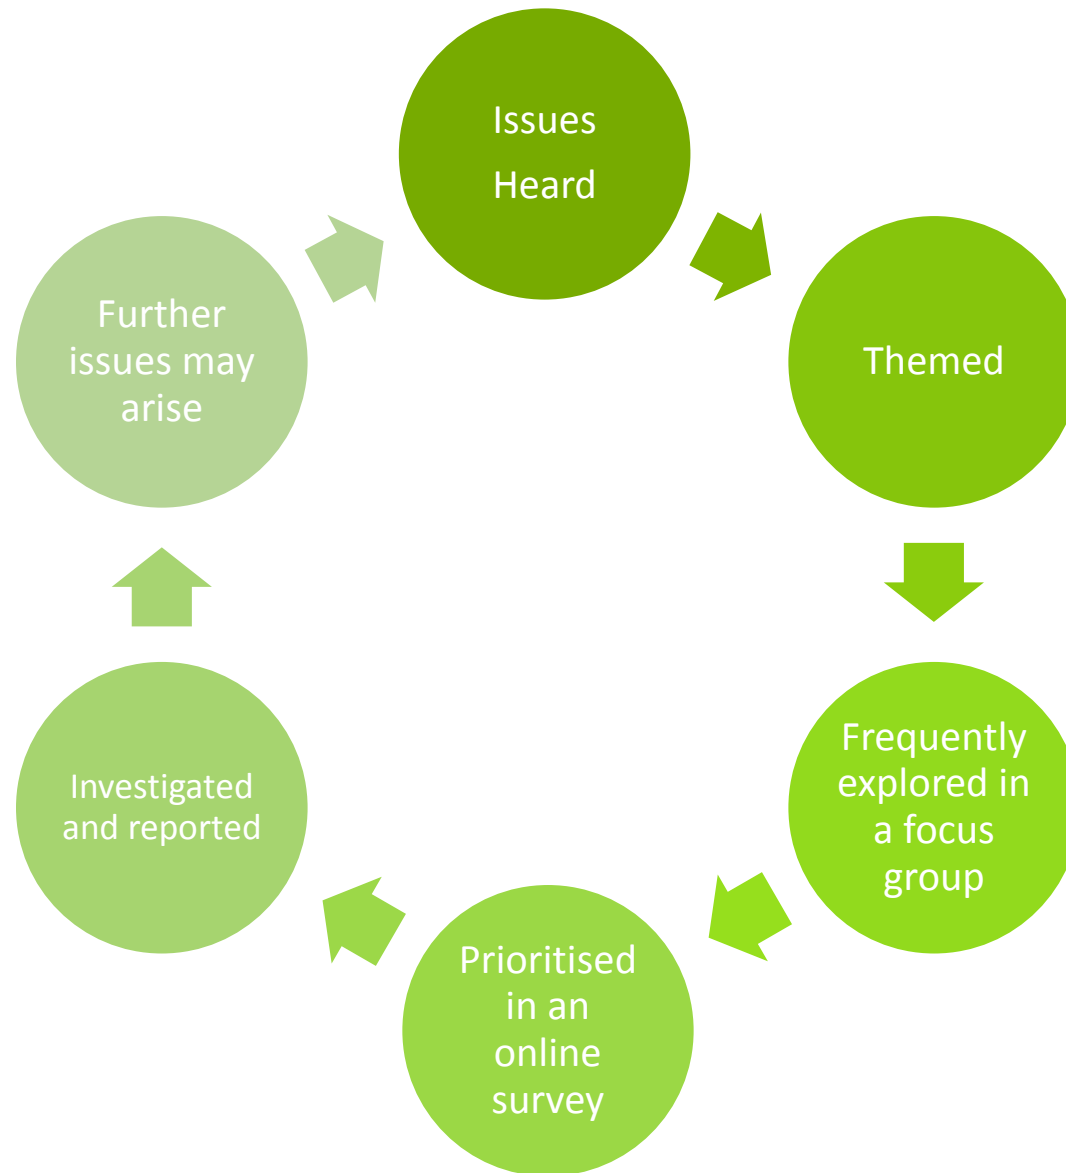 Issues
Heard
Themed
Frequently
explored in
a focus
group
Prioritised
in an
online
survey
Investigated
and reported
Further
issues may
arise